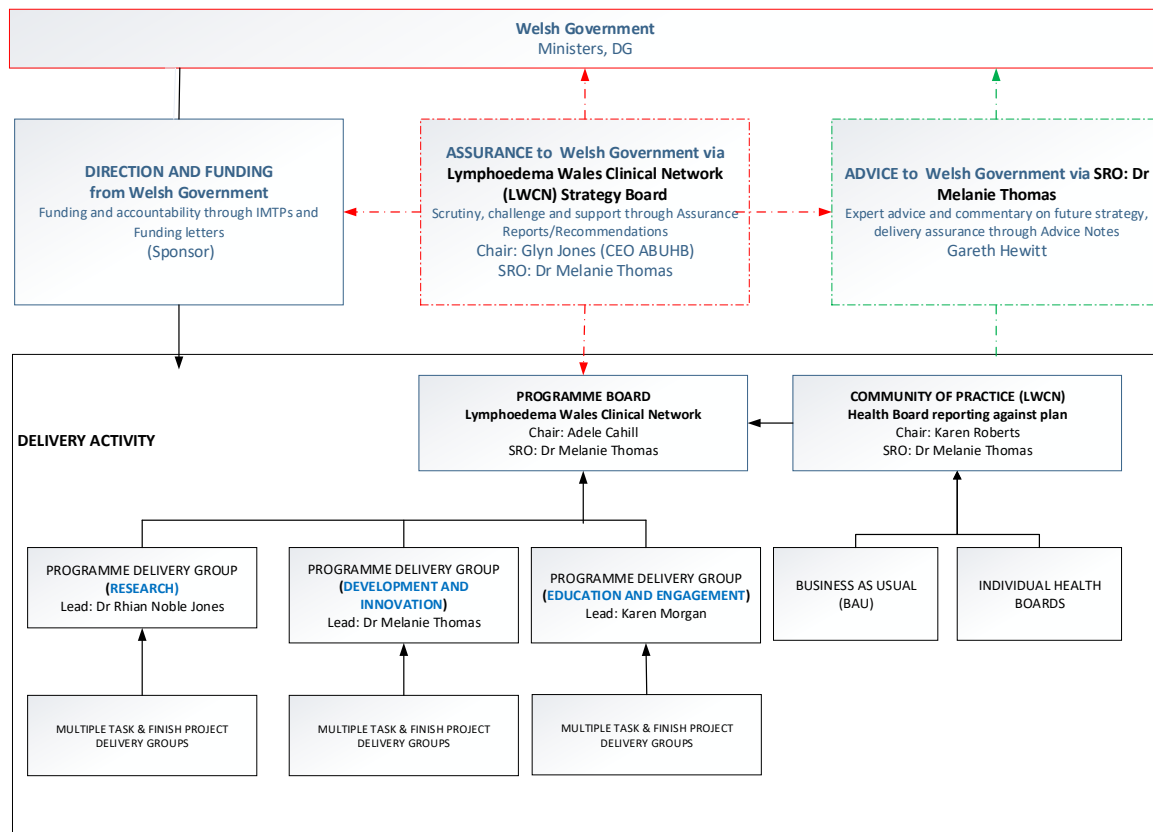 Welsh Government
Ministers, DG
DIRECTION AND FUNDING
from Welsh Government
Funding and accountability through IMTPs and
Funding letters
(Sponsor)
ASSURANCE to Welsh Government via
Lymphoedema Wales Clinical Network
(LWCN) Strategy Board
Scrutiny, challenge and support through Assurance
Reports/Recommendations
Chair: Glyn Jones (CEO ABUHB)
SRO: Dr Melanie Thomas
ADVICE to Welsh Government via SRO: Dr
Melanie Thomas
Expert advice and commentary on future strategy,
delivery assurance through Advice Notes
Gareth Hewitt
DELIVERY ACTIVITY
PROGRAMME BOARD
Lymphoedema Wales Clinical Network
Chair: Adele Cahill
SRO: Dr Melanie Thomas
COMMUNITY OF PRACTICE (LWCN)
Health Board reporting against plan
Chair: Karen Roberts
SRO: Dr Melanie Thomas
PROGRAMME DELIVERY GROUP
(RESEARCH)
Lead: Dr Rhian Noble Jones
PROGRAMME DELIVERY GROUP
(DEVELOPMENT AND
INNOVATION)
Lead: Dr Melanie Thomas
PROGRAMME DELIVERY GROUP
(EDUCATION AND ENGAGEMENT)
Lead: Karen Morgan
BUSINESS AS USUAL
(BAU)
INDIVIDUAL HEALTH
BOARDS
MULTIPLE TASK & FINISH PROJECT
DELIVERY GROUPS
MULTIPLE TASK & FINISH PROJECT
DELIVERY GROUPS
MULTIPLE TASK & FINISH PROJECT
DELIVERY GROUPS